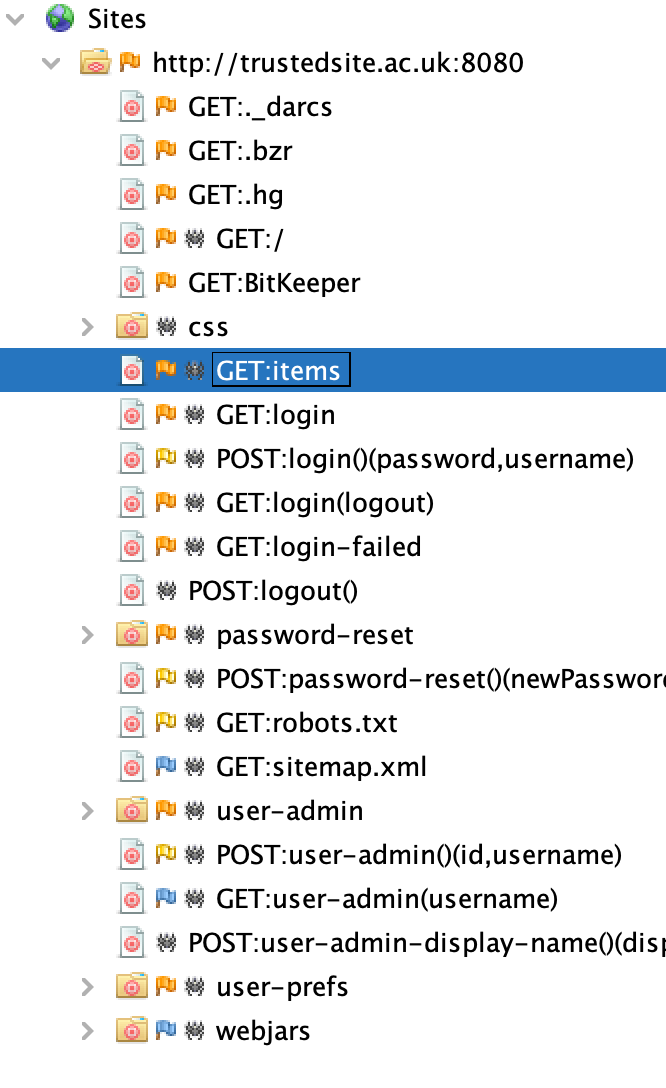 Sites
http://trustedsite.ac.uk:8080
GET:._darcs
GET:.bzr
GET:.hg
GET:/
GET:BitKeeper
css
GET:items
GET:login
POST:login()(password,username)
GET:login(logout)
GET:login-failed
POST:logout()
password-reset
POST:password-reset()(newPassword
GET:robots.txt
GET:sitemap.xml
user-admin
POST:user-admin()(id,username)
GET:user-admin(username)
POST:user-admin-display-name()(disp
user-prefs
webjars